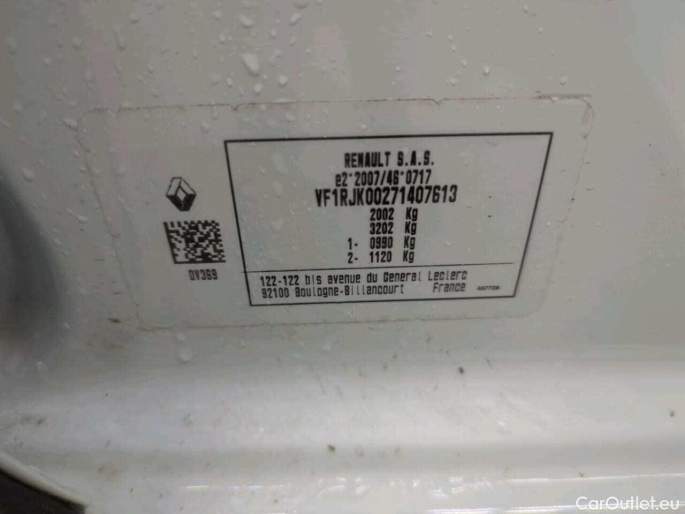 RENAULT S.A.S.
e2*2007/46*0717
VF1RJK00271407613
2002 Kg
3202 Kg
1- 0990 Kg
2- 1120 Kg
122-122 bis avenue du General Leclerc
92100 Boulogne-Billancourt France
DV369
CarOutlet.eu